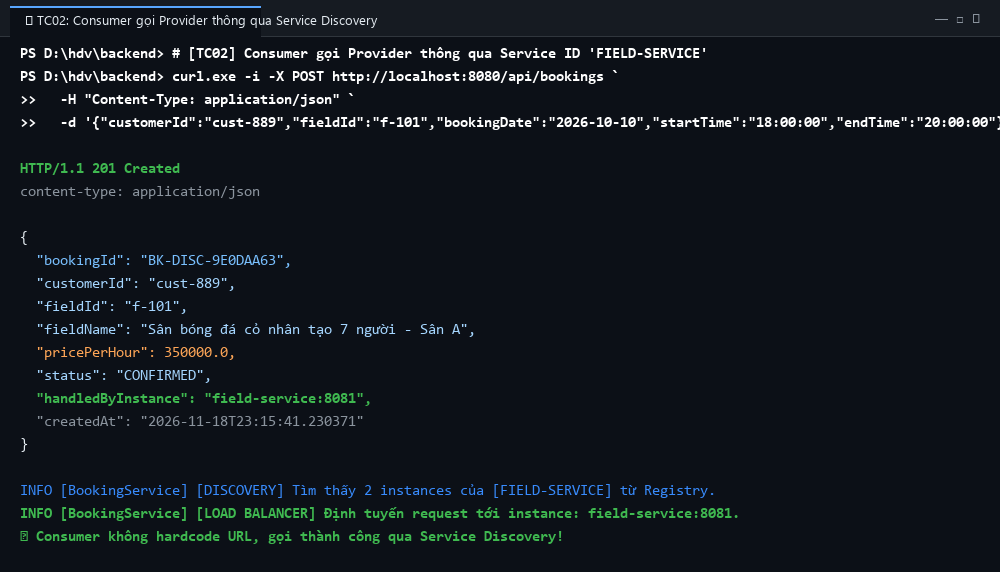 TC02: Consumer gọi Provider thông qua Service Discovery
PS D:\hdv\backend> # [TC02] Consumer gọi Provider thông qua Service ID 'FIELD-SERVICE'
PS D:\hdv\backend> curl.exe -i -X POST http://localhost:8080/api/bookings `
>>   -H "Content-Type: application/json" `
>>   -d '{"customerId":"cust-889","fieldId":"f-101","bookingDate":"2026-10-10","startTime":"18:00:00","endTime":"20:00:00"}
HTTP/1.1 201 Created
content-type: application/json
{
  "bookingId": "BK-DISC-9E0DAA63",
  "customerId": "cust-889",
  "fieldId": "f-101",
  "fieldName": "Sân bóng đá cỏ nhân tạo 7 người - Sân A",
  "pricePerHour": 350000.0,
  "status": "CONFIRMED",
  "handledByInstance": "field-service:8081",
  "createdAt": "2026-11-18T23:15:41.230371"
}
INFO [BookingService] [DISCOVERY] Tìm thấy 2 instances của [FIELD-SERVICE] từ Registry.
INFO [BookingService] [LOAD BALANCER] Định tuyến request tới instance: field-service:8081.
Consumer không hardcode URL, gọi thành công qua Service Discovery!